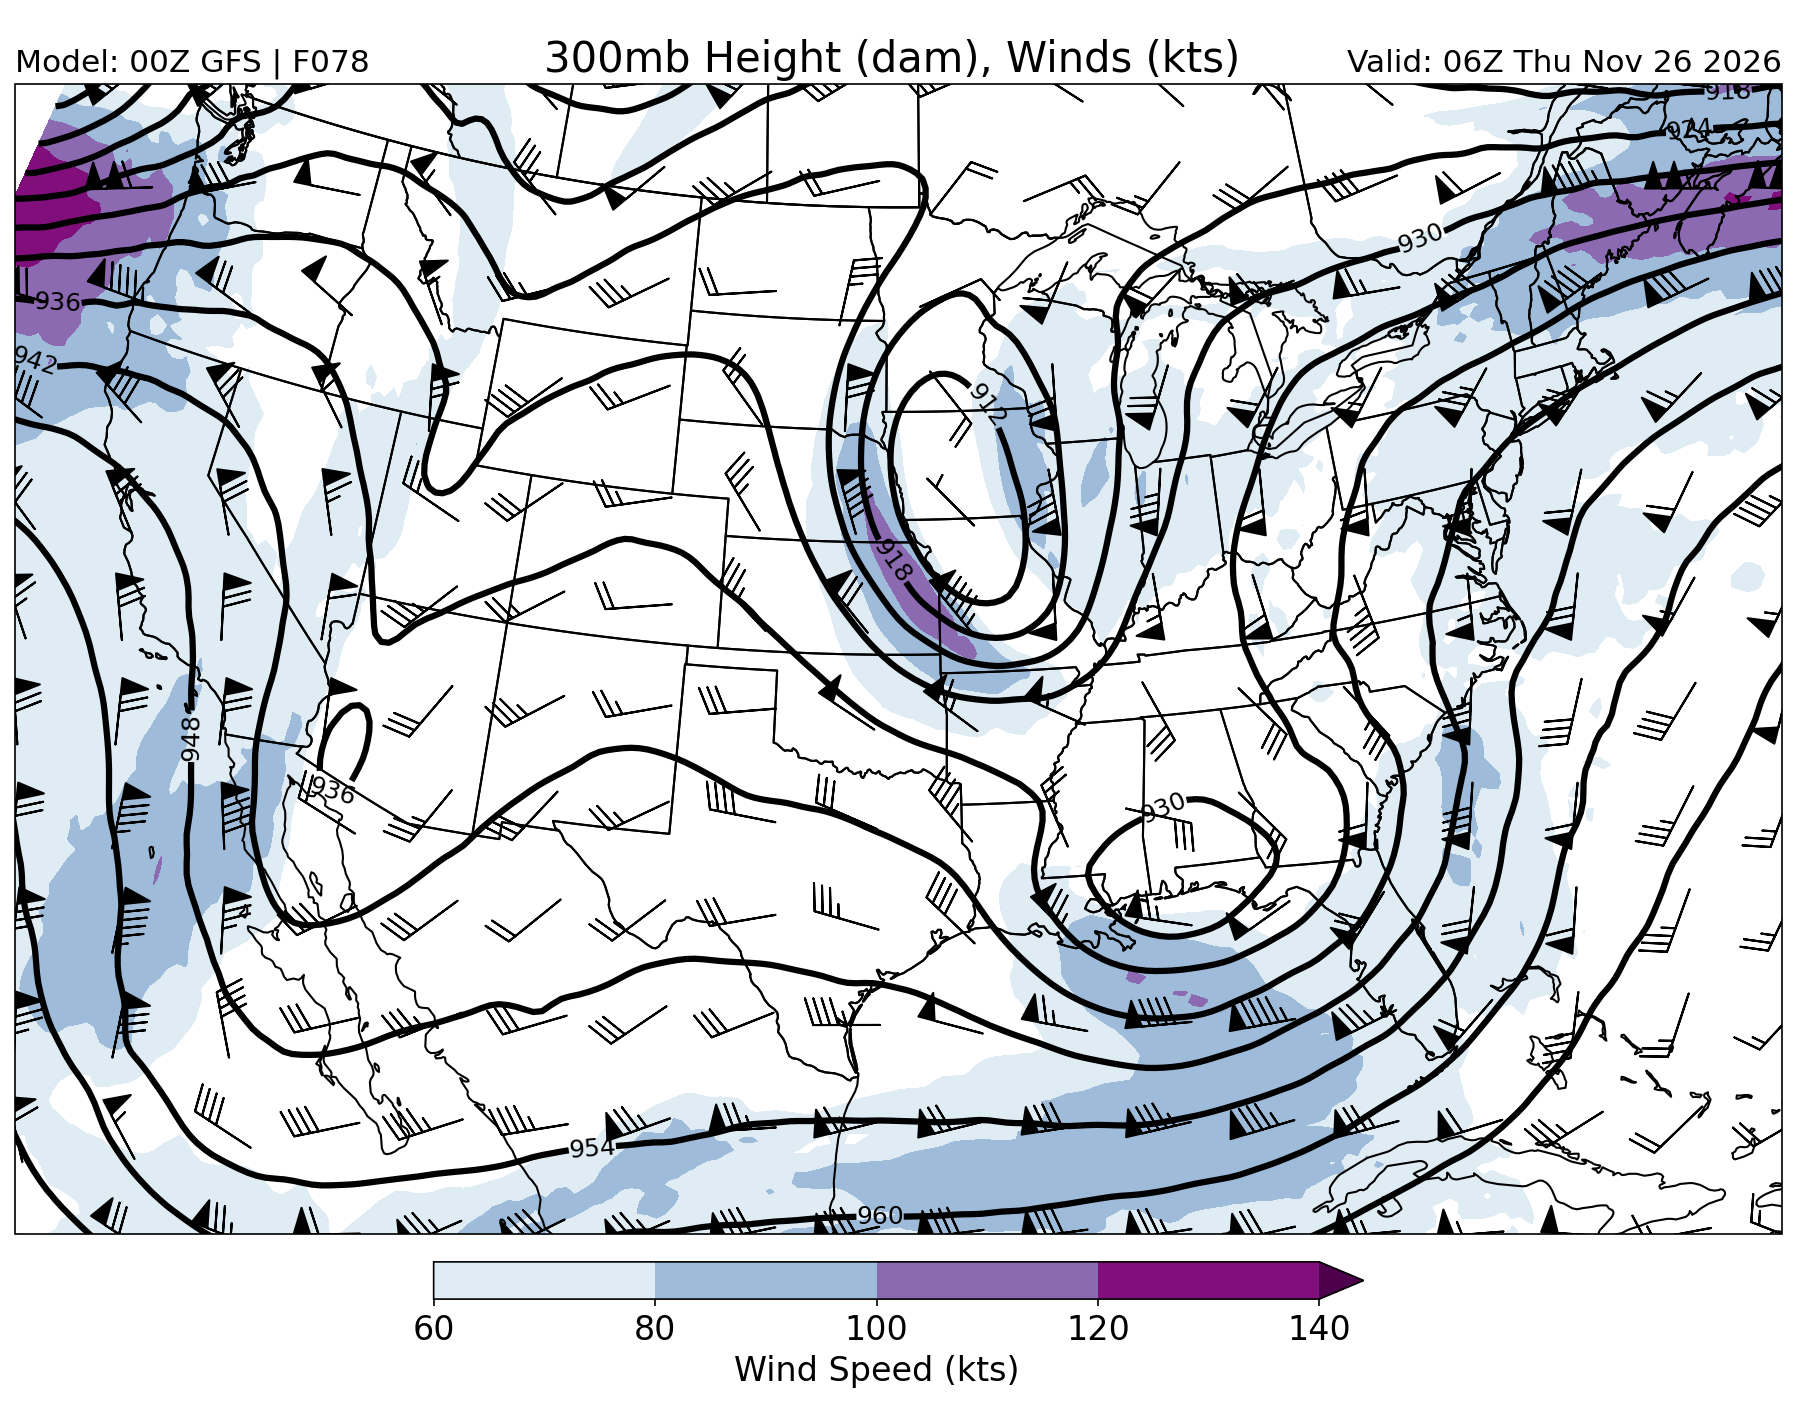 Model: 00Z GFS | F078
300mb Height (dam), Winds (kts)
Valid: 06Z Thu Nov 26 2026
918
924
930
936
942
912
918
948
936
930
954
960
60 80 100 120 140
Wind Speed (kts)